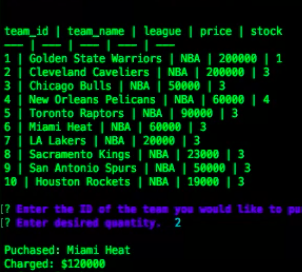 team_id | team_name | league | price | stock
--- | --- | --- | --- | ---
1 | Golden State Warriors | NBA | 200000 | 1
2 | Cleveland Caveliers | NBA | 200000 | 3
3 | Chicago Bulls | NBA | 50000 | 3
4 | New Orleans Pelicans | NBA | 60000 | 4
5 | Toronto Raptors | NBA | 90000 | 3
6 | Miami Heat | NBA | 60000 | 3
7 | LA Lakers | NBA | 20000 | 3
8 | Sacramento Kings | NBA | 23000 | 3
9 | San Antonio Spurs | NBA | 50000 | 3
10 | Houston Rockets | NBA | 19000 | 3
[? Enter the ID of the team you would like to pu
[? Enter desired quantity. 2
Puchased: Miami Heat
Charged: $120000